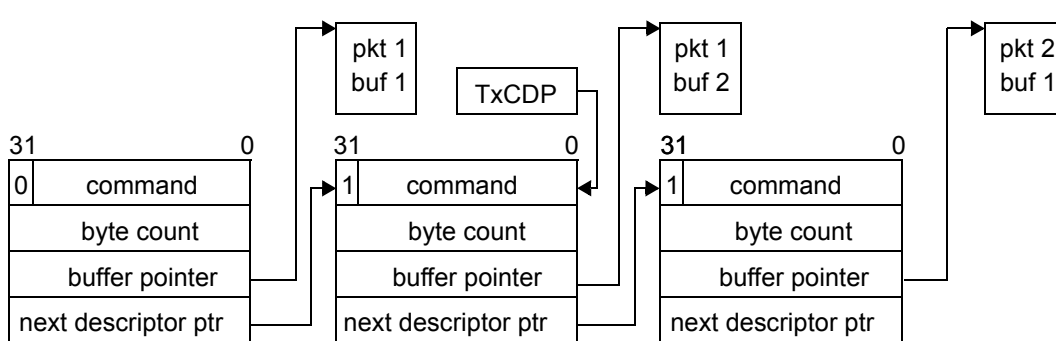 pkt 1
buf 1
TxCDP
pkt 1
buf 2
pkt 2
buf 1
31 0
0 command
byte count
buffer pointer
next descriptor ptr
31 0
1 command
byte count
buffer pointer
next descriptor ptr
31 0
1 command
byte count
buffer pointer
next descriptor ptr